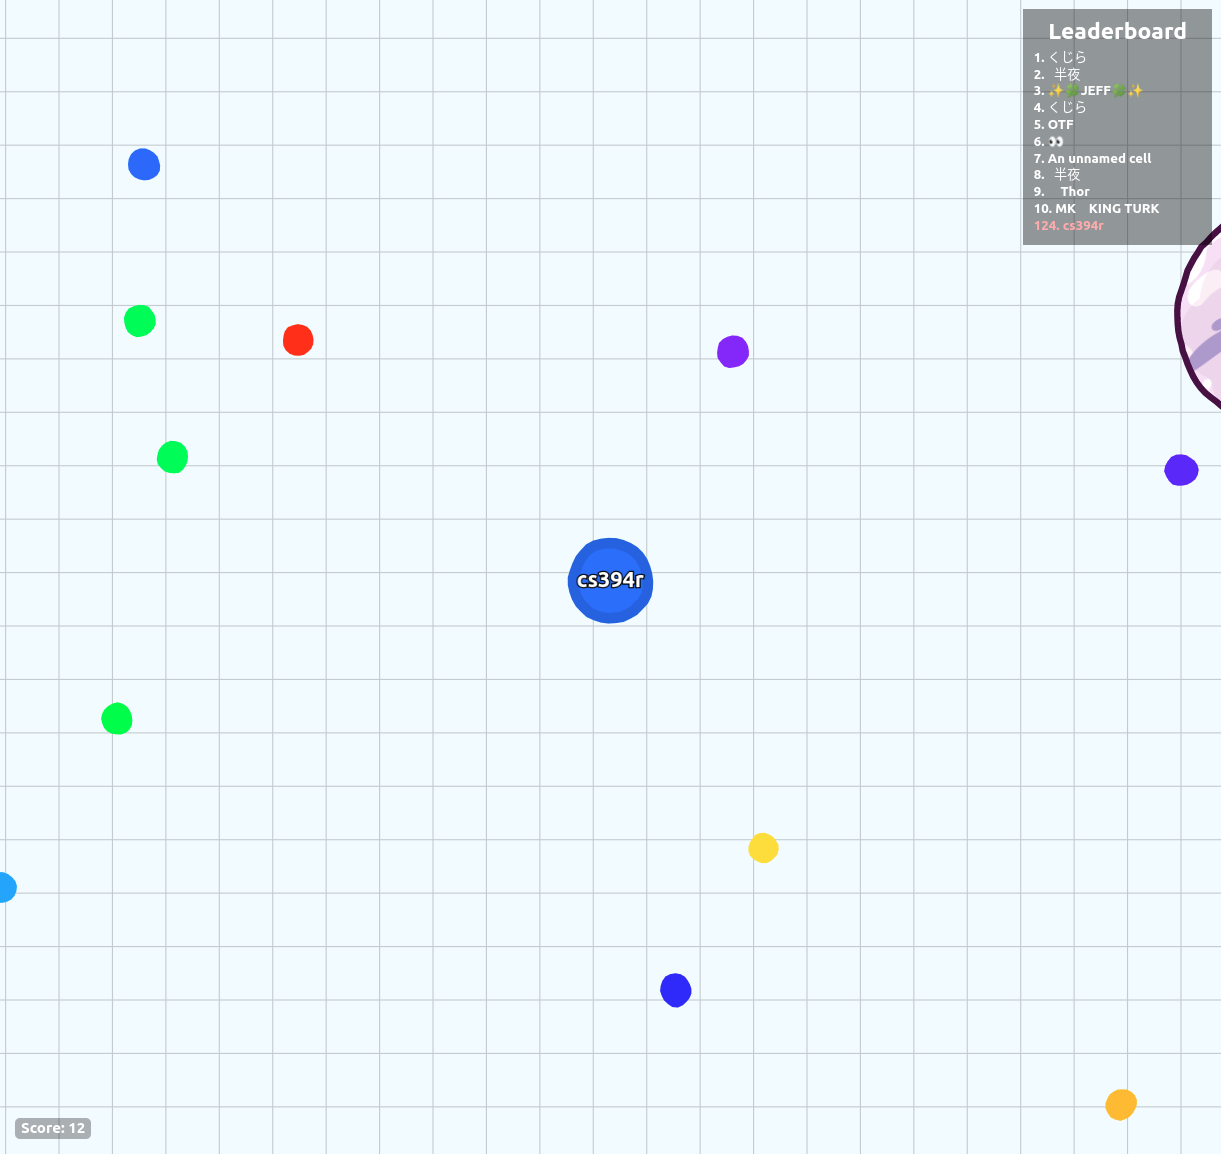 Leaderboard
1. くじら
2. 半夜
3. ✨🍀JEFF🍀✨
4. くじら
5. OTF
6. 👀
7. An unnamed cell
8. 半夜
9. Thor
10. MK KING TURK
124. cs394r
cs394r
Score: 12